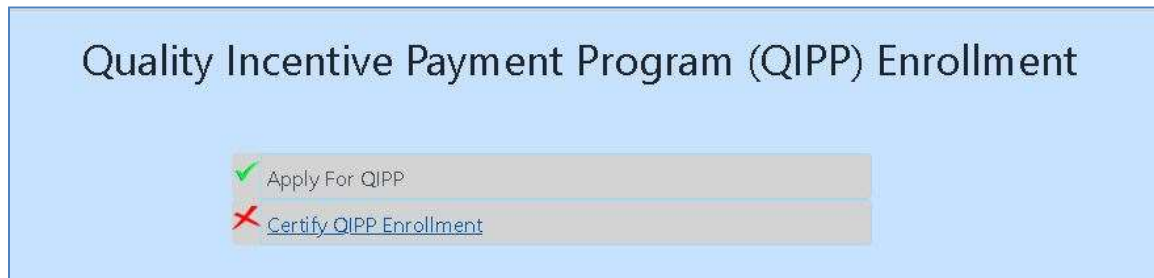 Quality Incentive Payment Program (QIPP) Enrollment
Apply For QIPP
Certify QIPP Enrollment